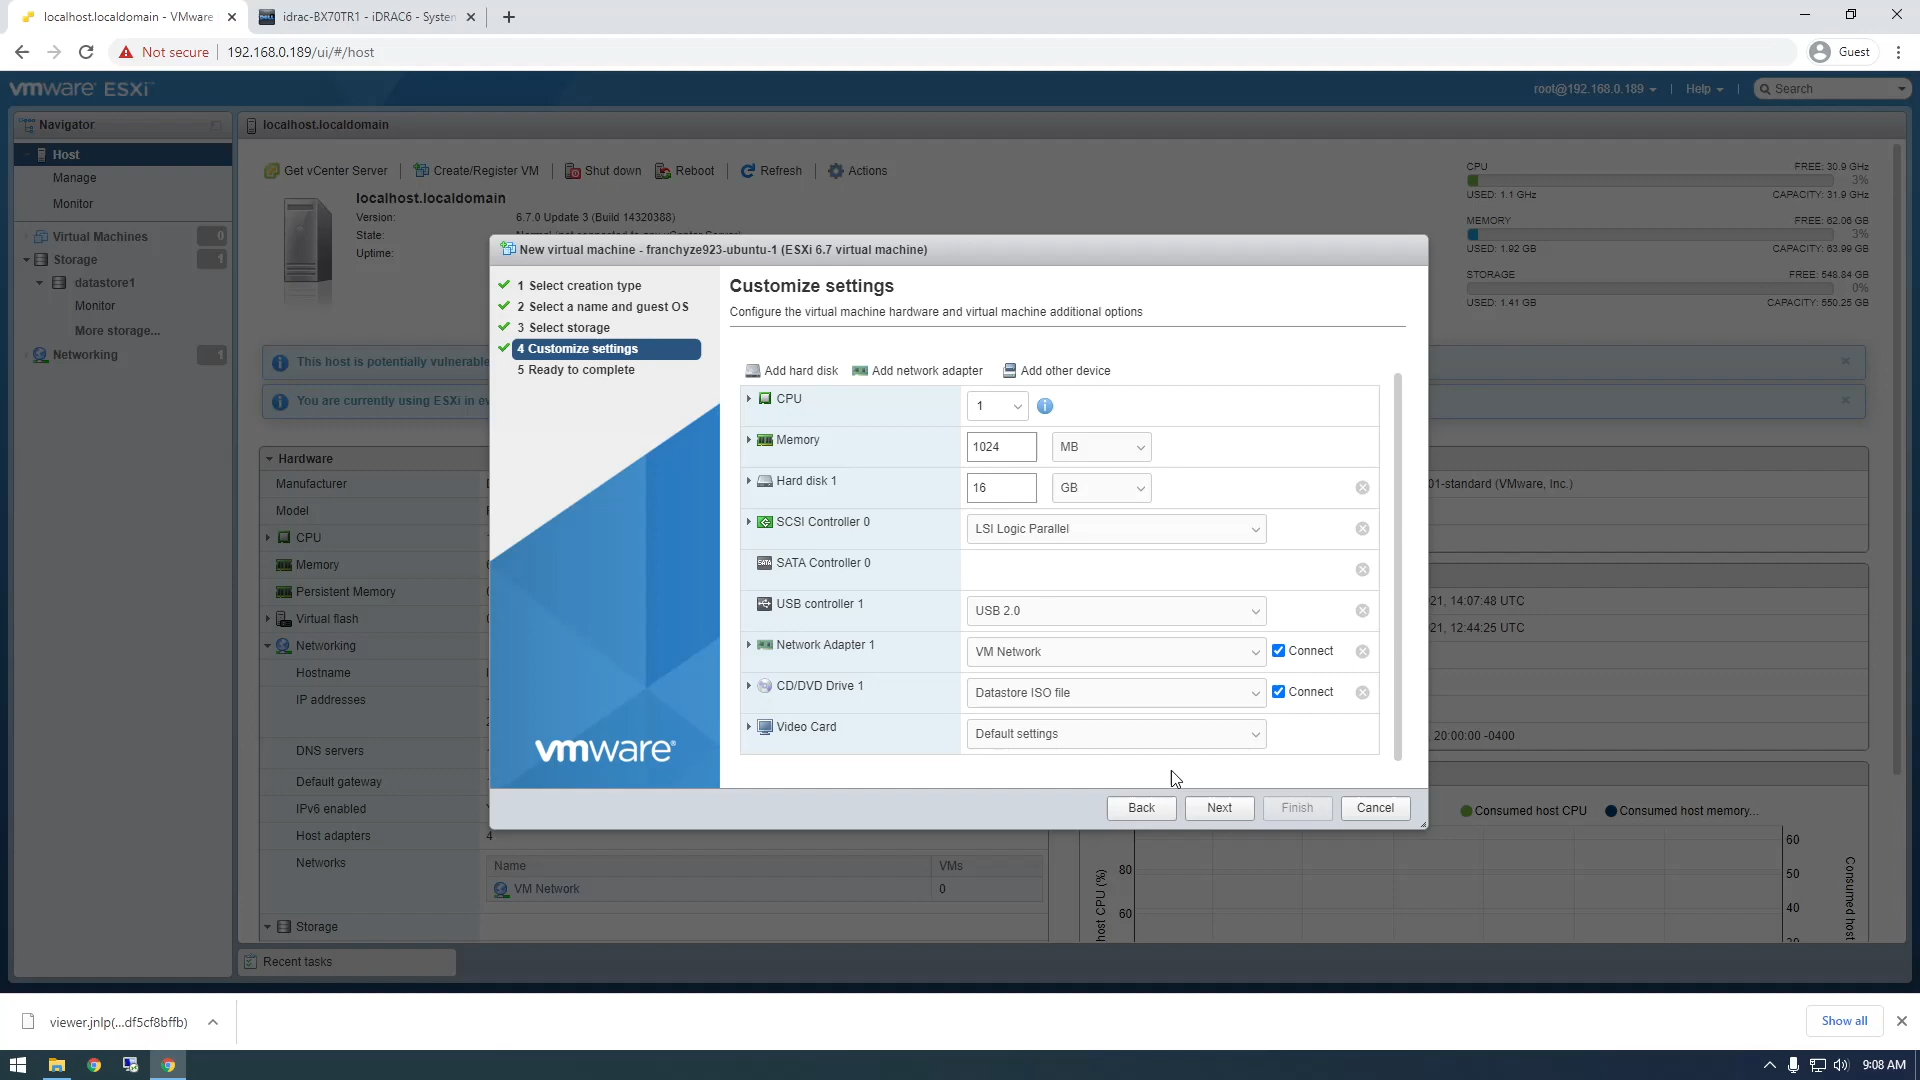 localhost.localdomain - VMware
idrac-BX70TR1 - iDRAC6 - System
Not secure
192.168.0.189/ui/#/host
Guest
vmware ESXi
root@192.168.0.189
Help
Search
Navigator
Host
Manage
Monitor
Virtual Machines 0
Storage 1
datastore1
Monitor
More storage...
Networking 1
localhost.localdomain
Get vCenter Server
Create/Register VM
Shut down
Reboot
Refresh
Actions
localhost.localdomain
Version: 6.7.0 Update 3 (Build 14320388)
State:
Uptime:
CPU FREE: 30.9 GHz
3%
USED: 1.1 GHz CAPACITY: 31.9 GHz
MEMORY FREE: 62.06 GB
3%
USED: 1.92 GB CAPACITY: 63.99 GB
STORAGE FREE: 548.84 GB
0%
USED: 1.41 GB CAPACITY: 550.25 GB
This host is potentially vulnerable
You are currently using ESXi in ev
Hardware
Manufacturer
Model
CPU
Memory
Persistent Memory
Virtual flash
Networking
Hostname
IP addresses
DNS servers
Default gateway
IPv6 enabled
Host adapters 4
Networks
Name VMs
VM Network 0
Storage
01-standard (VMware, Inc.)
21, 14:07:48 UTC
21, 12:44:25 UTC
20:00:00 -0400
Consumed host CPU
Consumed host memory...
80
60
host CPU (%)
60
50
40
Consumed host
New virtual machine - franchyze923-ubuntu-1 (ESXi 6.7 virtual machine)
1 Select creation type
2 Select a name and guest OS
3 Select storage
4 Customize settings
5 Ready to complete
vmware
Customize settings
Configure the virtual machine hardware and virtual machine additional options
Add hard disk
Add network adapter
Add other device
CPU 1
Memory 1024 MB
Hard disk 1 16 GB
SCSI Controller 0 LSI Logic Parallel
SATA Controller 0
USB controller 1 USB 2.0
Network Adapter 1 VM Network Connect
CD/DVD Drive 1 Datastore ISO file Connect
Video Card Default settings
Back
Next
Finish
Cancel
Recent tasks
viewer.jnlp(...df5cf8bffb)
Show all
9:08 AM